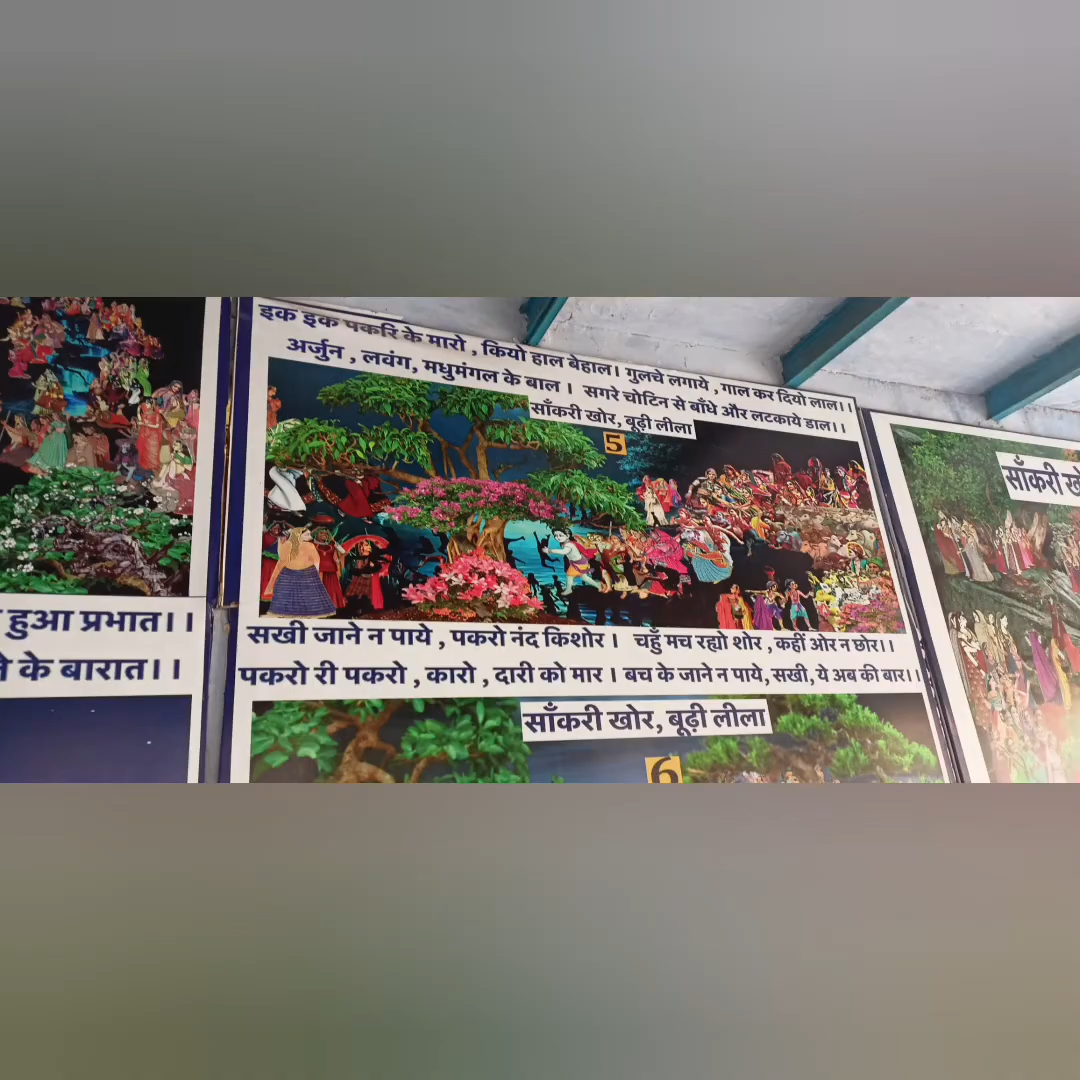 हुआ प्रभात।।
के बारात।।
इक इक पकरि के मारो , कियो हाल बेहाल। गुलचे लगाये , गाल कर दियो लाल।।
अर्जुन , लवंग, मधुमंगल के बाल । सगरे चोटिन से बाँधे और लटकाये डाल।।
साँकरी खोर, बूढ़ी लीला
5
सखी जाने न पाये , पकरो नंद किशोर । चहुँ मच रह्यो शोर , कहीं ओर न छोर।।
पकरो री पकरो , कारो , दारी को मार । बच के जाने न पाये, सखी, ये अब की बार।।
साँकरी खोर, बूढ़ी लीला
6
साँकरी